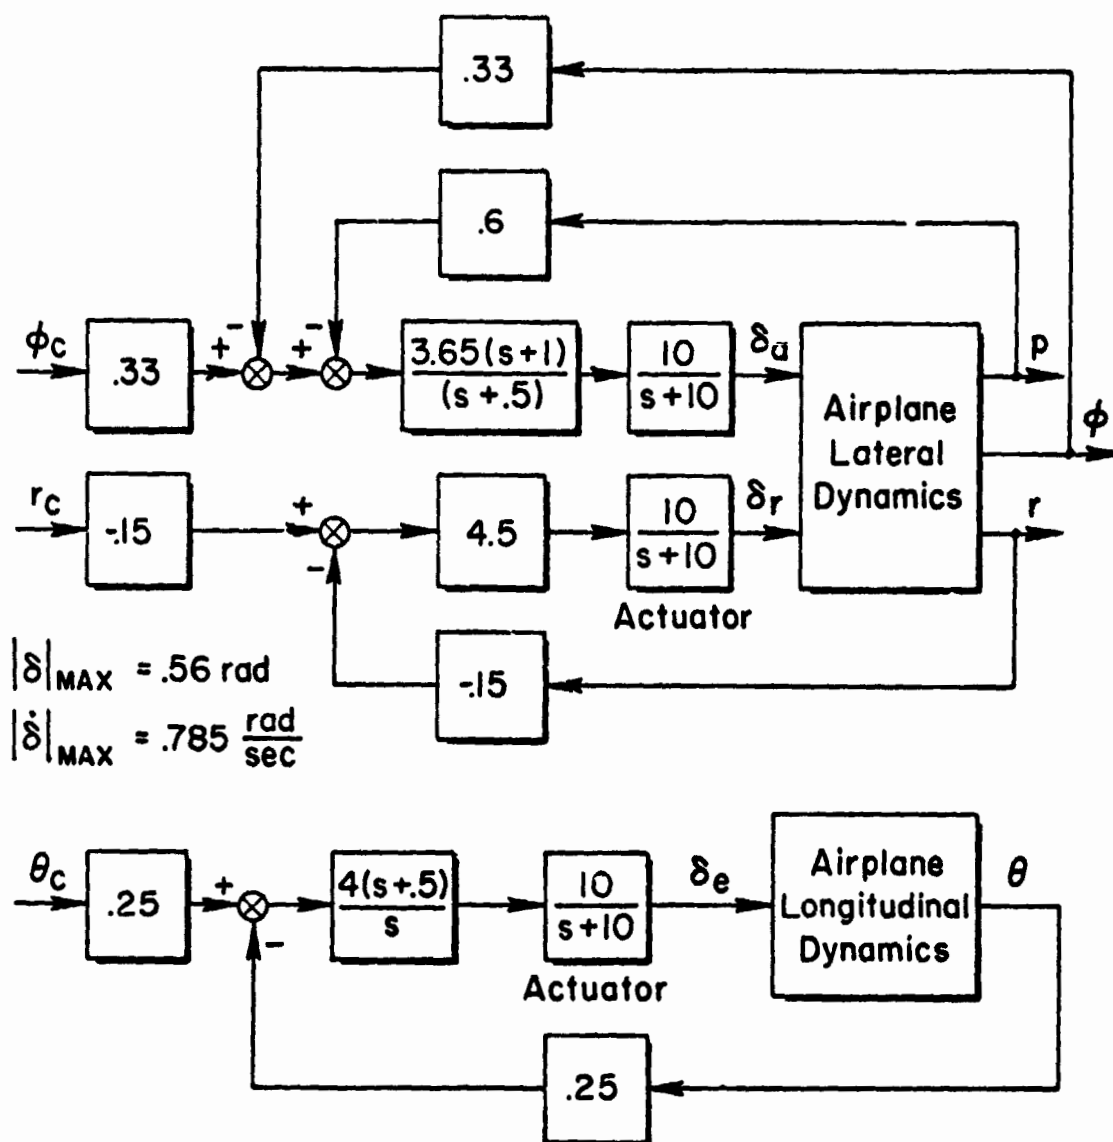 .33
.6
ϕc
.33
+
-
+
-
3.65(s+1)
(s+.5)
10
s+10
δa
Airplane
Lateral
Dynamics
p
ϕ
rc
-.15
+
-
4.5
10
s+10
δr
r
Actuator
-.15
|δ|MAX = .56 rad
|δ̇|MAX = .785 rad
sec
θc
.25
+
-
4(s+.5)
s
10
s+10
δe
Airplane
Longitudinal
Dynamics
θ
Actuator
.25